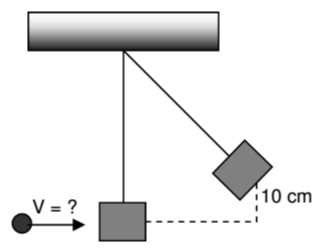 V = ?
10 cm